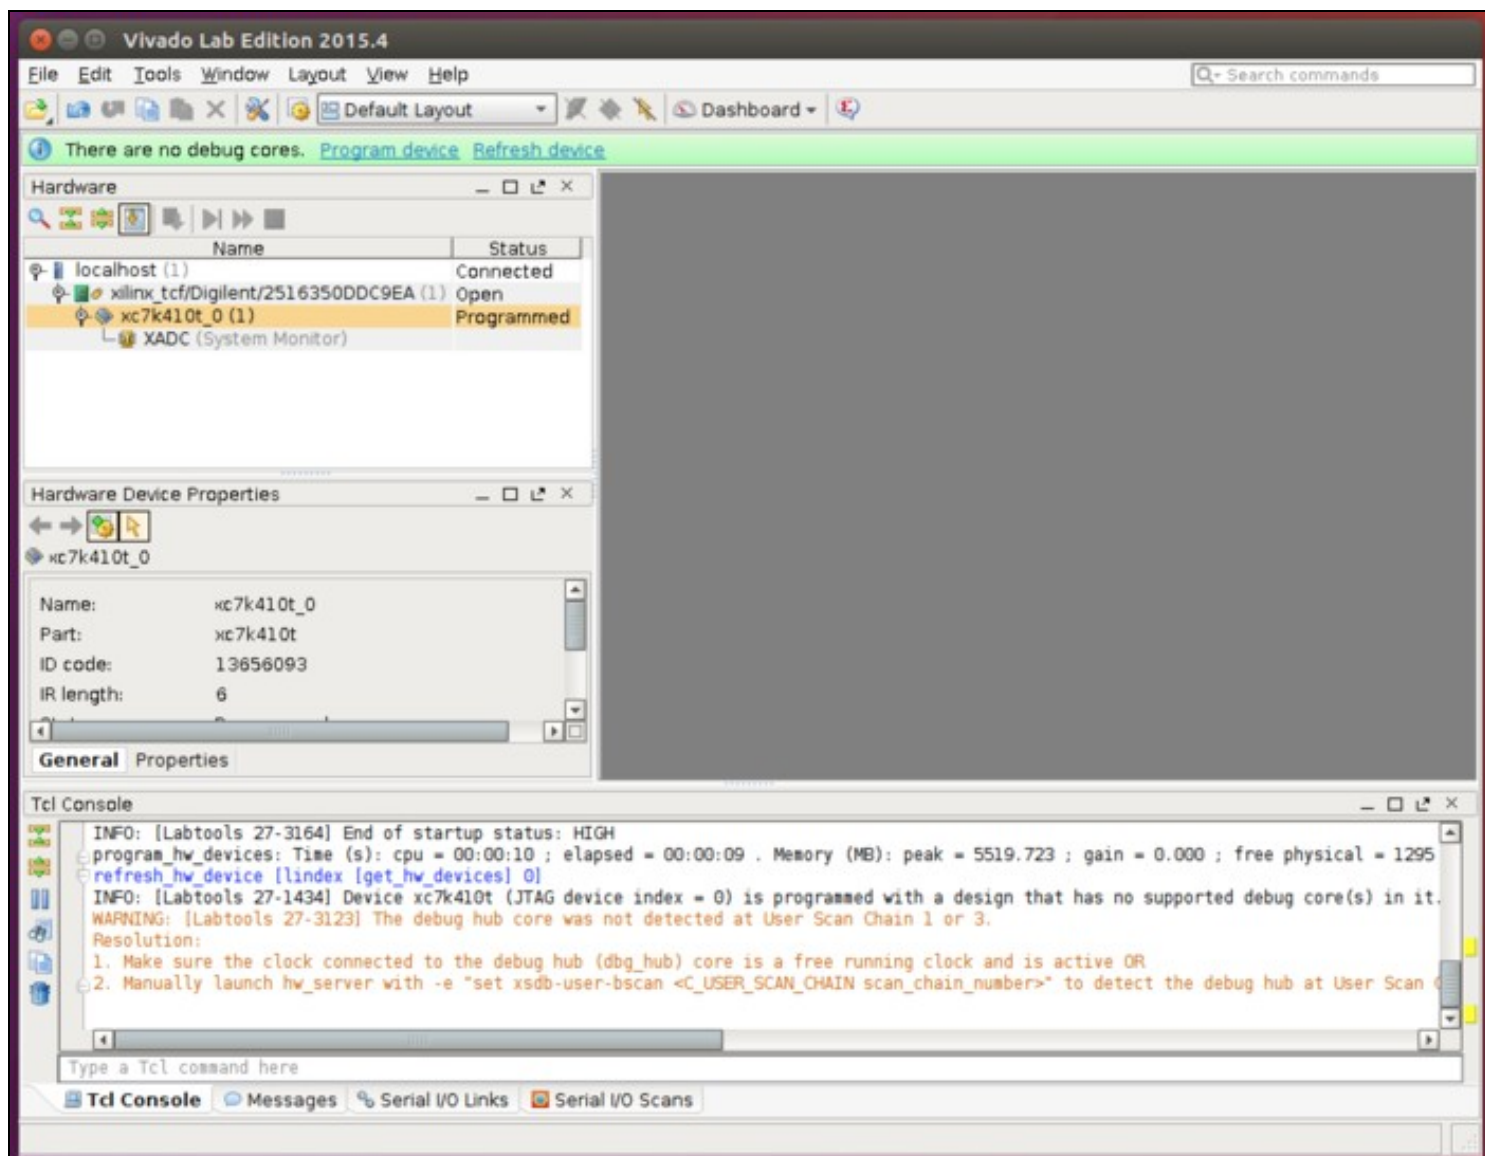 Vivado Lab Edition 2015.4
File Edit Tools Window Layout View Help
Search commands
Default Layout
Dashboard
There are no debug cores. Program device Refresh device
Hardware
Name Status
localhost (1) Connected
xilinx_tcf/Digilent/2516350DDC9EA (1) Open
xc7k410t_0 (1) Programmed
XADC (System Monitor)
Hardware Device Properties
xc7k410t_0
Name: xc7k410t_0
Part: xc7k410t
ID code: 13656093
IR length: 6
General Properties
Tcl Console
INFO: [Labtools 27-3164] End of startup status: HIGH
program_hw_devices: Time (s): cpu = 00:00:10 ; elapsed = 00:00:09 . Memory (MB): peak = 5519.723 ; gain = 0.000 ; free physical = 1295
refresh_hw_device [lindex [get_hw_devices] 0]
INFO: [Labtools 27-1434] Device xc7k410t (JTAG device index = 0) is programmed with a design that has no supported debug core(s) in it.
WARNING: [Labtools 27-3123] The debug hub core was not detected at User Scan Chain 1 or 3.
Resolution:
1. Make sure the clock connected to the debug hub (dbg_hub) core is a free running clock and is active OR
2. Manually launch hw_server with -e "set xsdb-user-bscan <C_USER_SCAN_CHAIN scan_chain_number>" to detect the debug hub at User Scan
Type a Tcl command here
Tcl Console Messages Serial I/O Links Serial I/O Scans